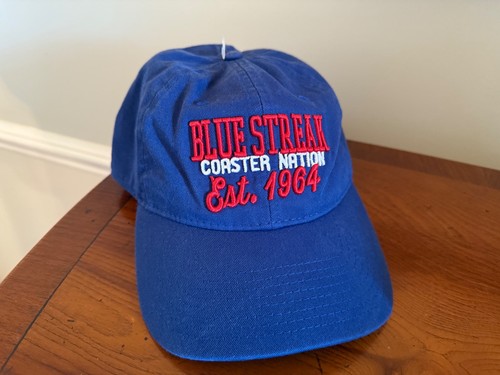 BLUE STREAK
COASTER NATION
Est. 1964